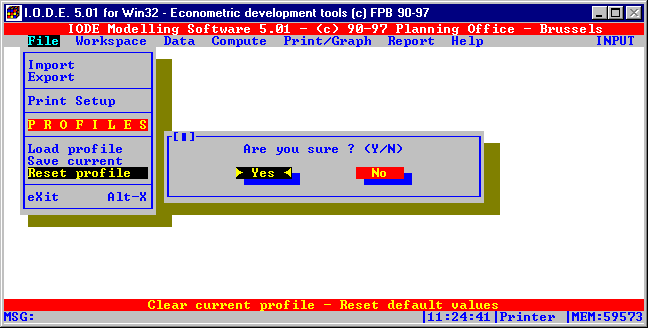 I.O.D.E. 5.01 for Win32 - Econometric development tools (c) FPB 90-97
IODE Modelling Software 5.01 - (c) 90-97 Planning Office - Brussels
File Workspace Data Compute Print/Graph Report Help INPUT
Import
Export
Print Setup
P R O F I L E S
Load profile
Save current
Reset profile
eXit Alt-X
Are you sure ? (Y/N)
Yes No
Clear current profile - Reset default values
MSG: |11:24:41|Printer |MEM:59573